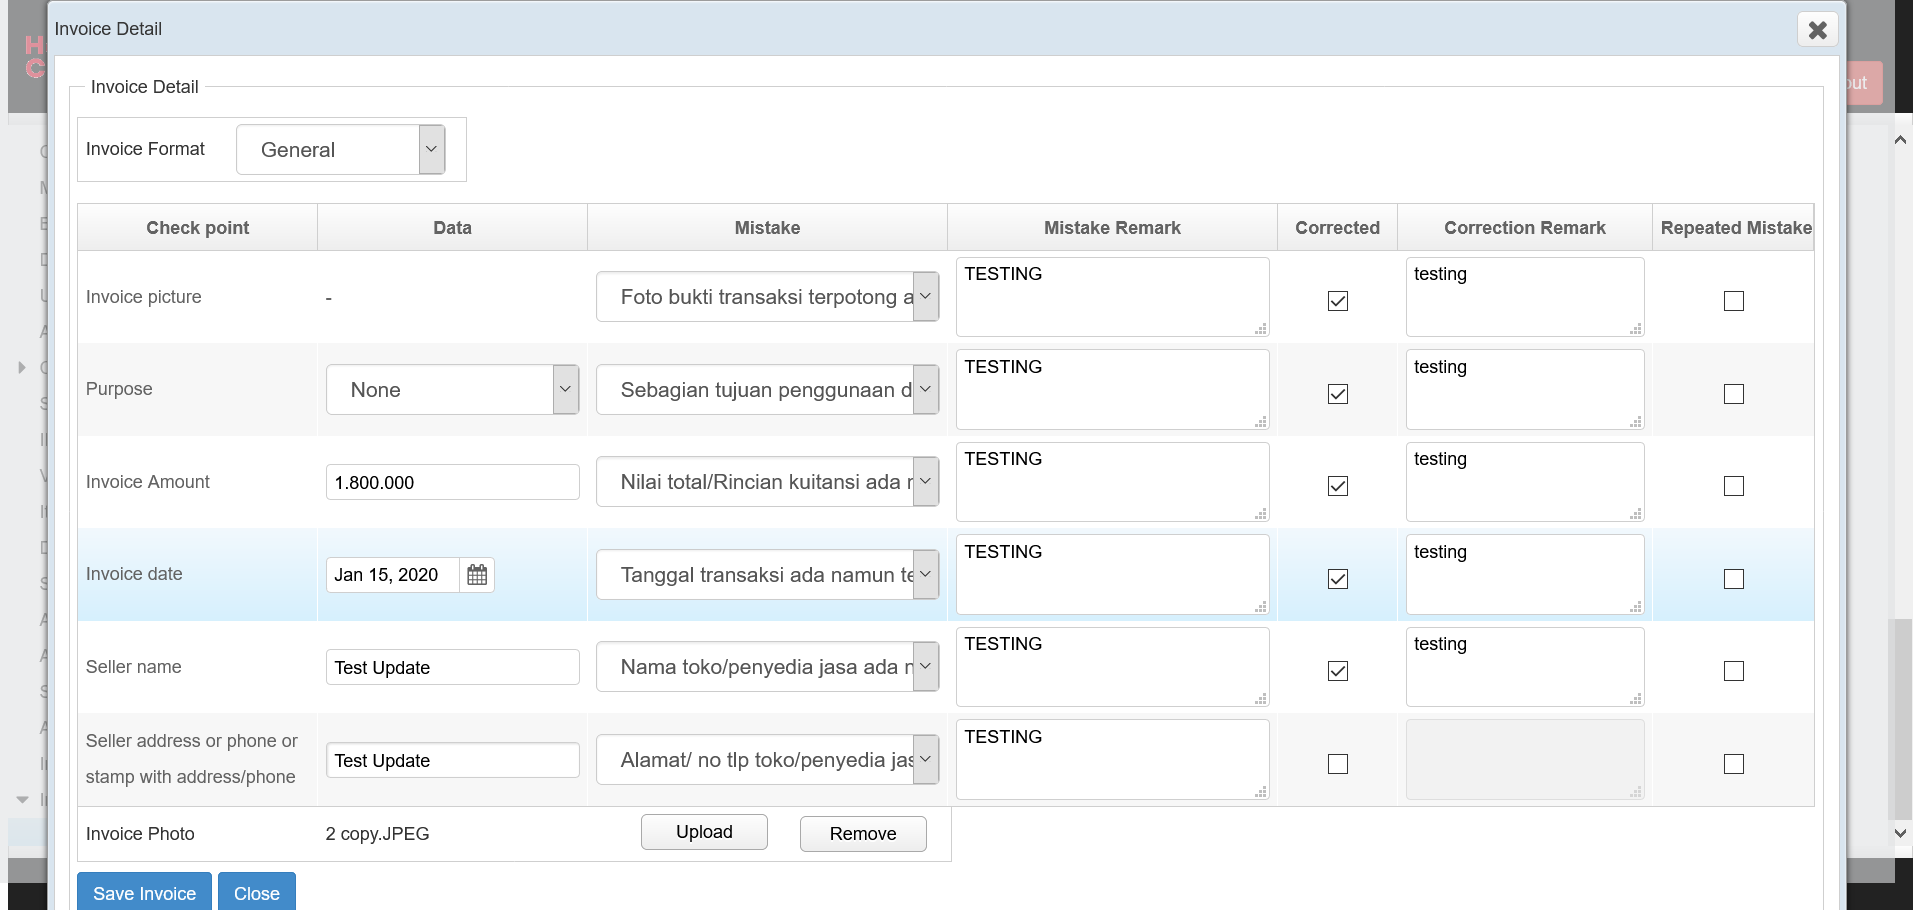 Invoice Detail
Invoice Detail
Invoice Format General
Check point Data Mistake Mistake Remark Corrected Correction Remark Repeated Mistake
Invoice picture - Foto bukti transaksi terpotong a TESTING testing
Purpose None Sebagian tujuan penggunaan d TESTING testing
Invoice Amount 1.800.000 Nilai total/Rincian kuitansi ada TESTING testing
Invoice date Jan 15, 2020 Tanggal transaksi ada namun te TESTING testing
Seller name Test Update Nama toko/penyedia jasa ada TESTING testing
Seller address or phone or
stamp with address/phone Test Update Alamat/ no tlp toko/penyedia jas TESTING
Invoice Photo 2 copy.JPEG Upload Remove
Save Invoice Close